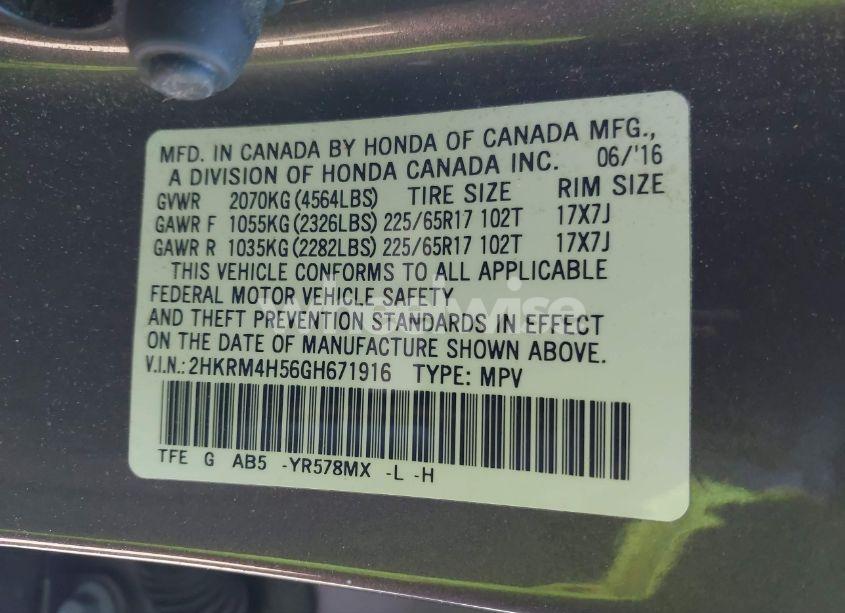 MFD. IN CANADA BY HONDA OF CANADA MFG.,
A DIVISION OF HONDA CANADA INC. 06/'16
GVWR 2070KG(4564LBS) TIRE SIZE RIM SIZE
GAWR F 1055KG(2326LBS) 225/65R17 102T 17X7J
GAWR R 1035KG(2282LBS) 225/65R17 102T 17X7J
THIS VEHICLE CONFORMS TO ALL APPLICABLE
FEDERAL MOTOR VEHICLE SAFETY
AND THEFT PREVENTION STANDARDS IN EFFECT
ON THE DATE OF MANUFACTURE SHOWN ABOVE.
V.I.N.: 2HKRM4H56GH671916 TYPE: MPV
TFE G AB5 -YR578MX -L -H